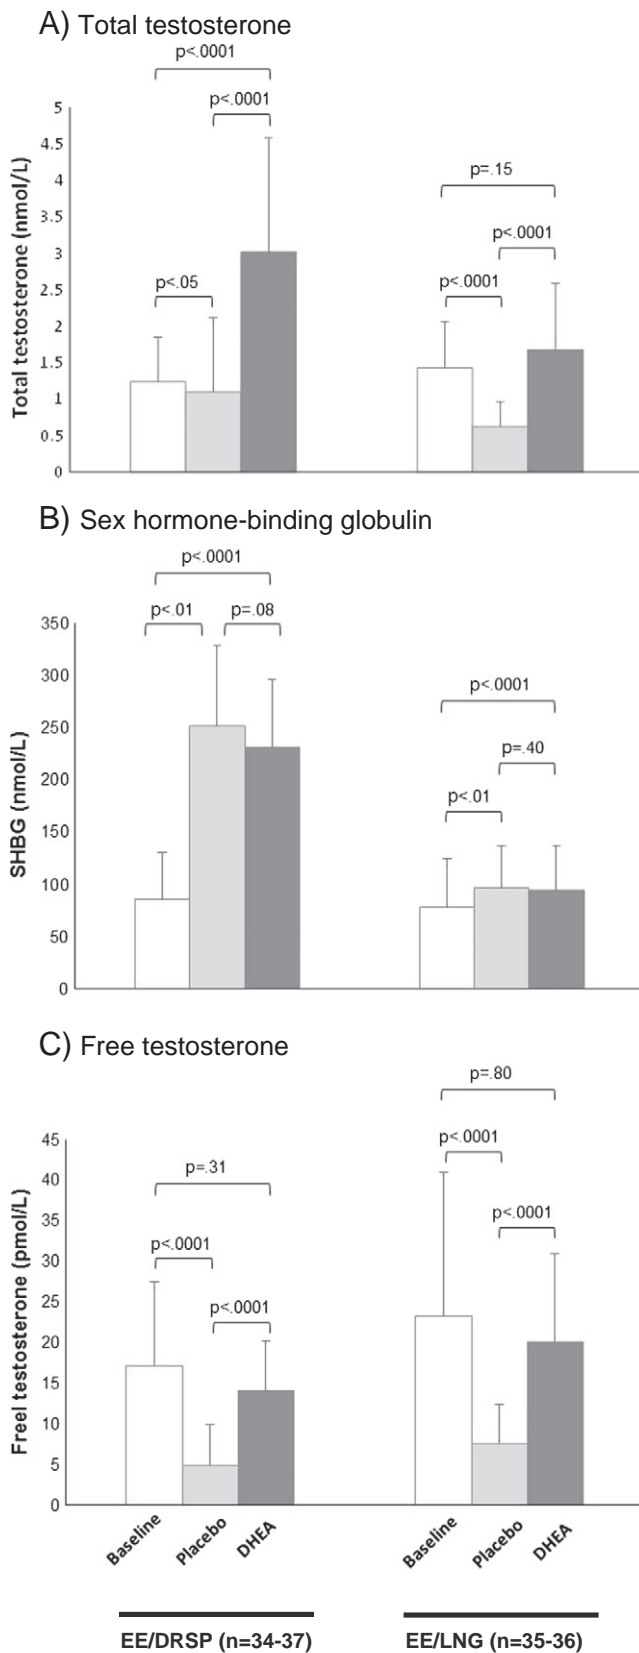 A) Total testosterone
p<.0001
p<.0001
p<.05
p=.15
p<.0001
p<.0001
Total testosterone (nmol/L)
5
4.5
4
3.5
3
2.5
2
1.5
1
0.5
0
B) Sex hormone-binding globulin
p<.0001
p<.01
p=.08
p<.0001
p=.40
p<.01
SHBG (nmol/L)
350
300
250
200
150
100
50
0
C) Free testosterone
p=.31
p<.0001
p<.0001
p=.80
p<.0001
p<.0001
Freel testosterone (pmol/L)
45
40
35
30
25
20
15
10
5
0
Baseline
Placebo
DHEA
Baseline
Placebo
DHEA
EE/DRSP (n=34-37)
EE/LNG (n=35-36)